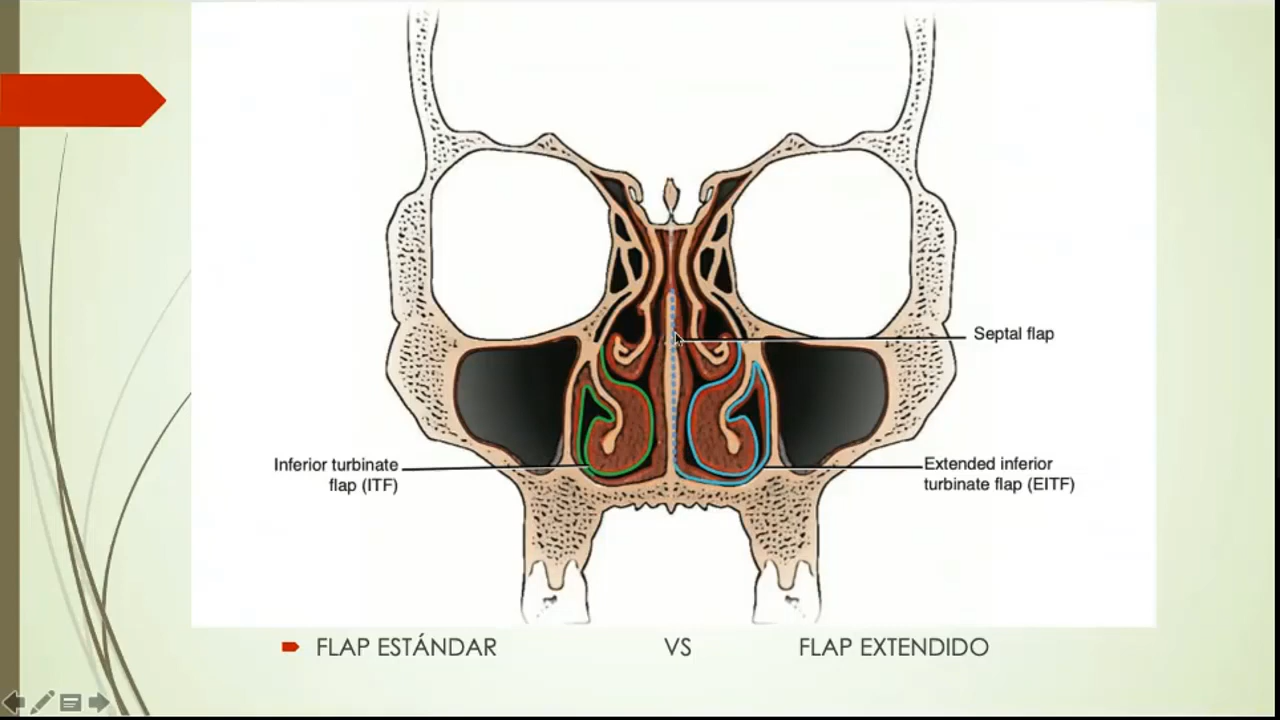 Septal flap
Inferior turbinate
flap (ITF)
Extended inferior
turbinate flap (EITF)
FLAP ESTÁNDAR VS FLAP EXTENDIDO